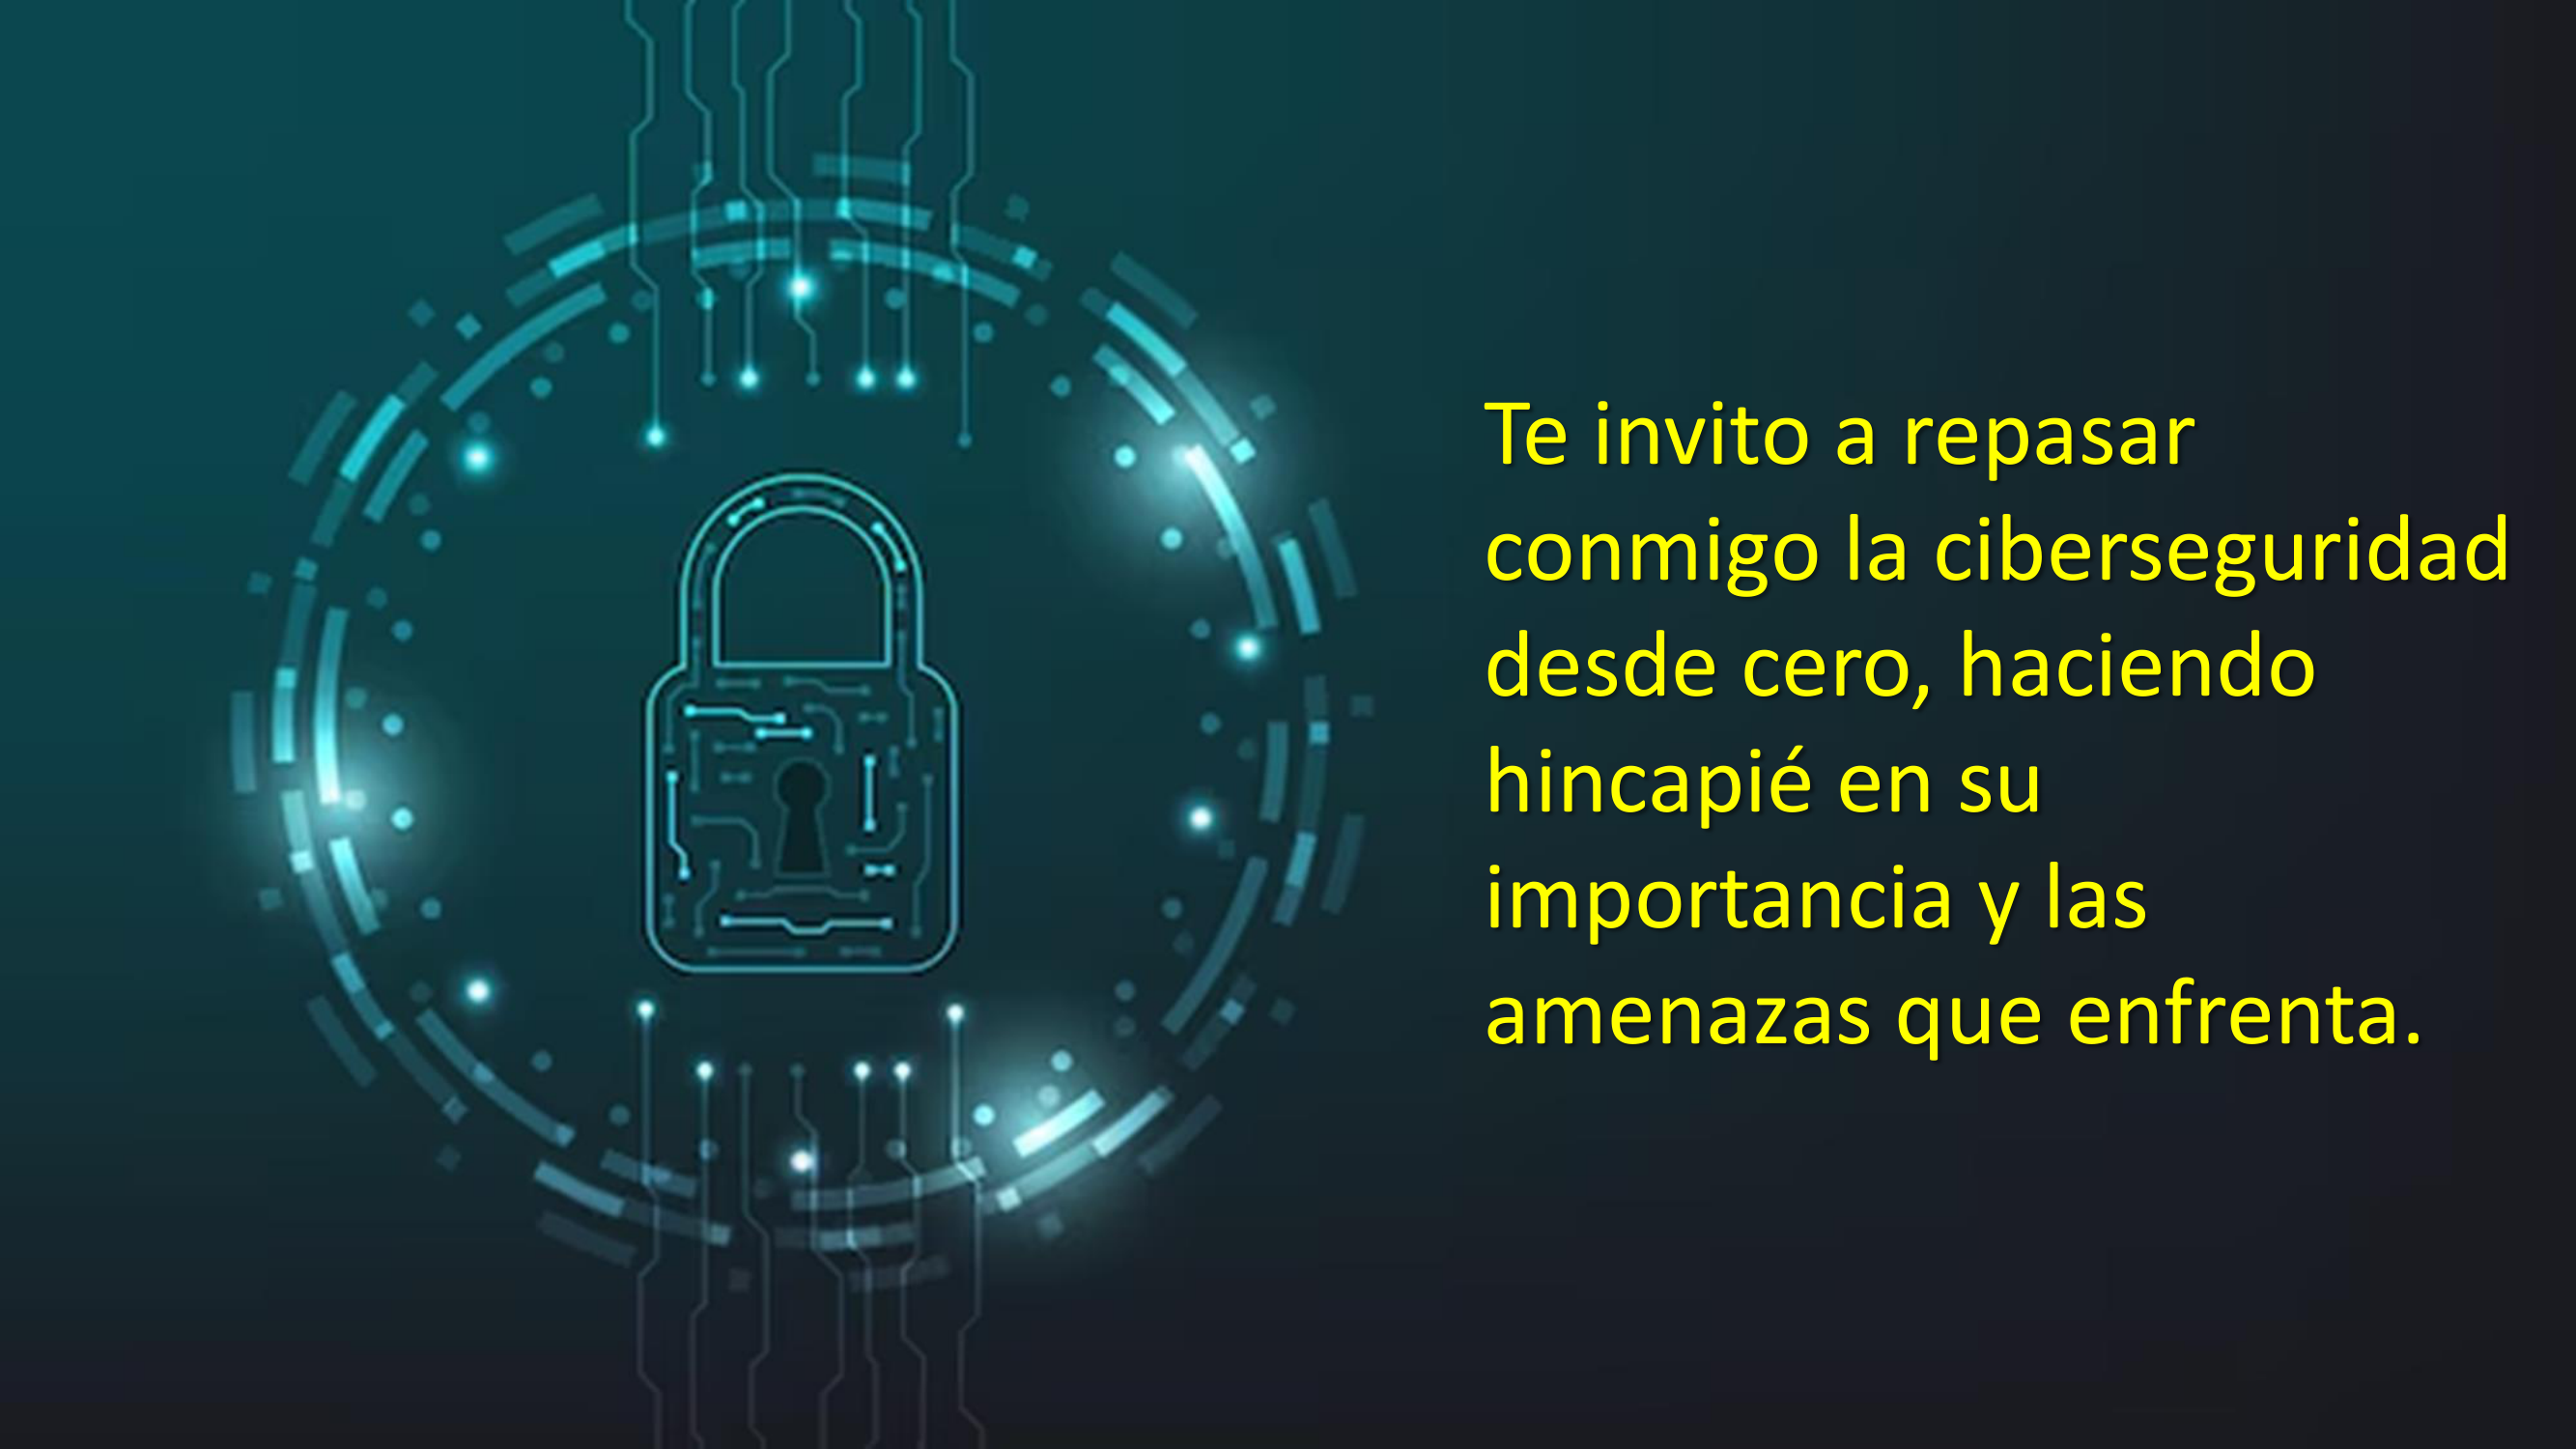 Te invito a repasar
conmigo la ciberseguridad
desde cero, haciendo
hincapié en su
importancia y las
amenazas que enfrenta.